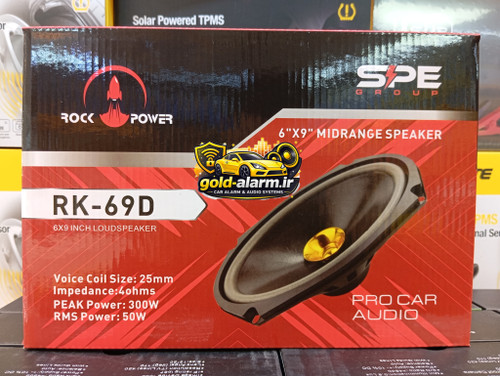 Solar Powered TPMS
ROCK POWER
SPE
GROUP
6"X9" MIDRANGE SPEAKER
gold-alarm.ir
CAR ALARM & AUDIO SYSTEMS
RK-69D
6X9 INCH LOUDSPEAKER
Voice Coil Size: 25mm
Impedance:4ohms
PEAK Power: 300W
RMS Power: 50W
PRO CAR
AUDIO